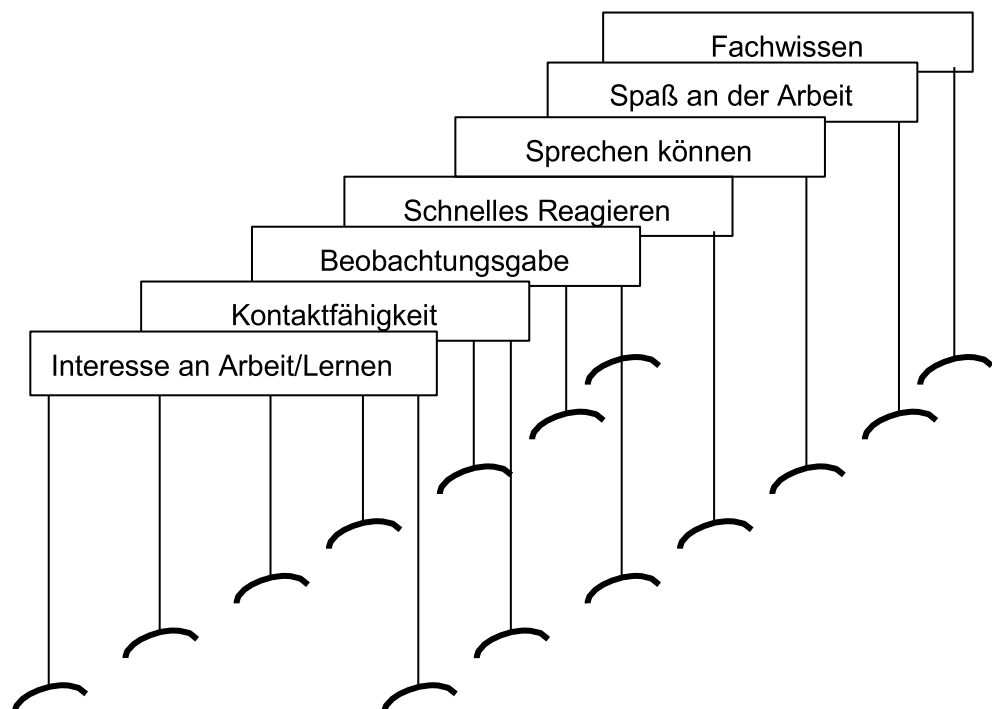 Fachwissen
Spaß an der Arbeit
Sprechen können
Schnelles Reagieren
Beobachtungsgabe
Kontaktfähigkeit
Interesse an Arbeit/Lernen